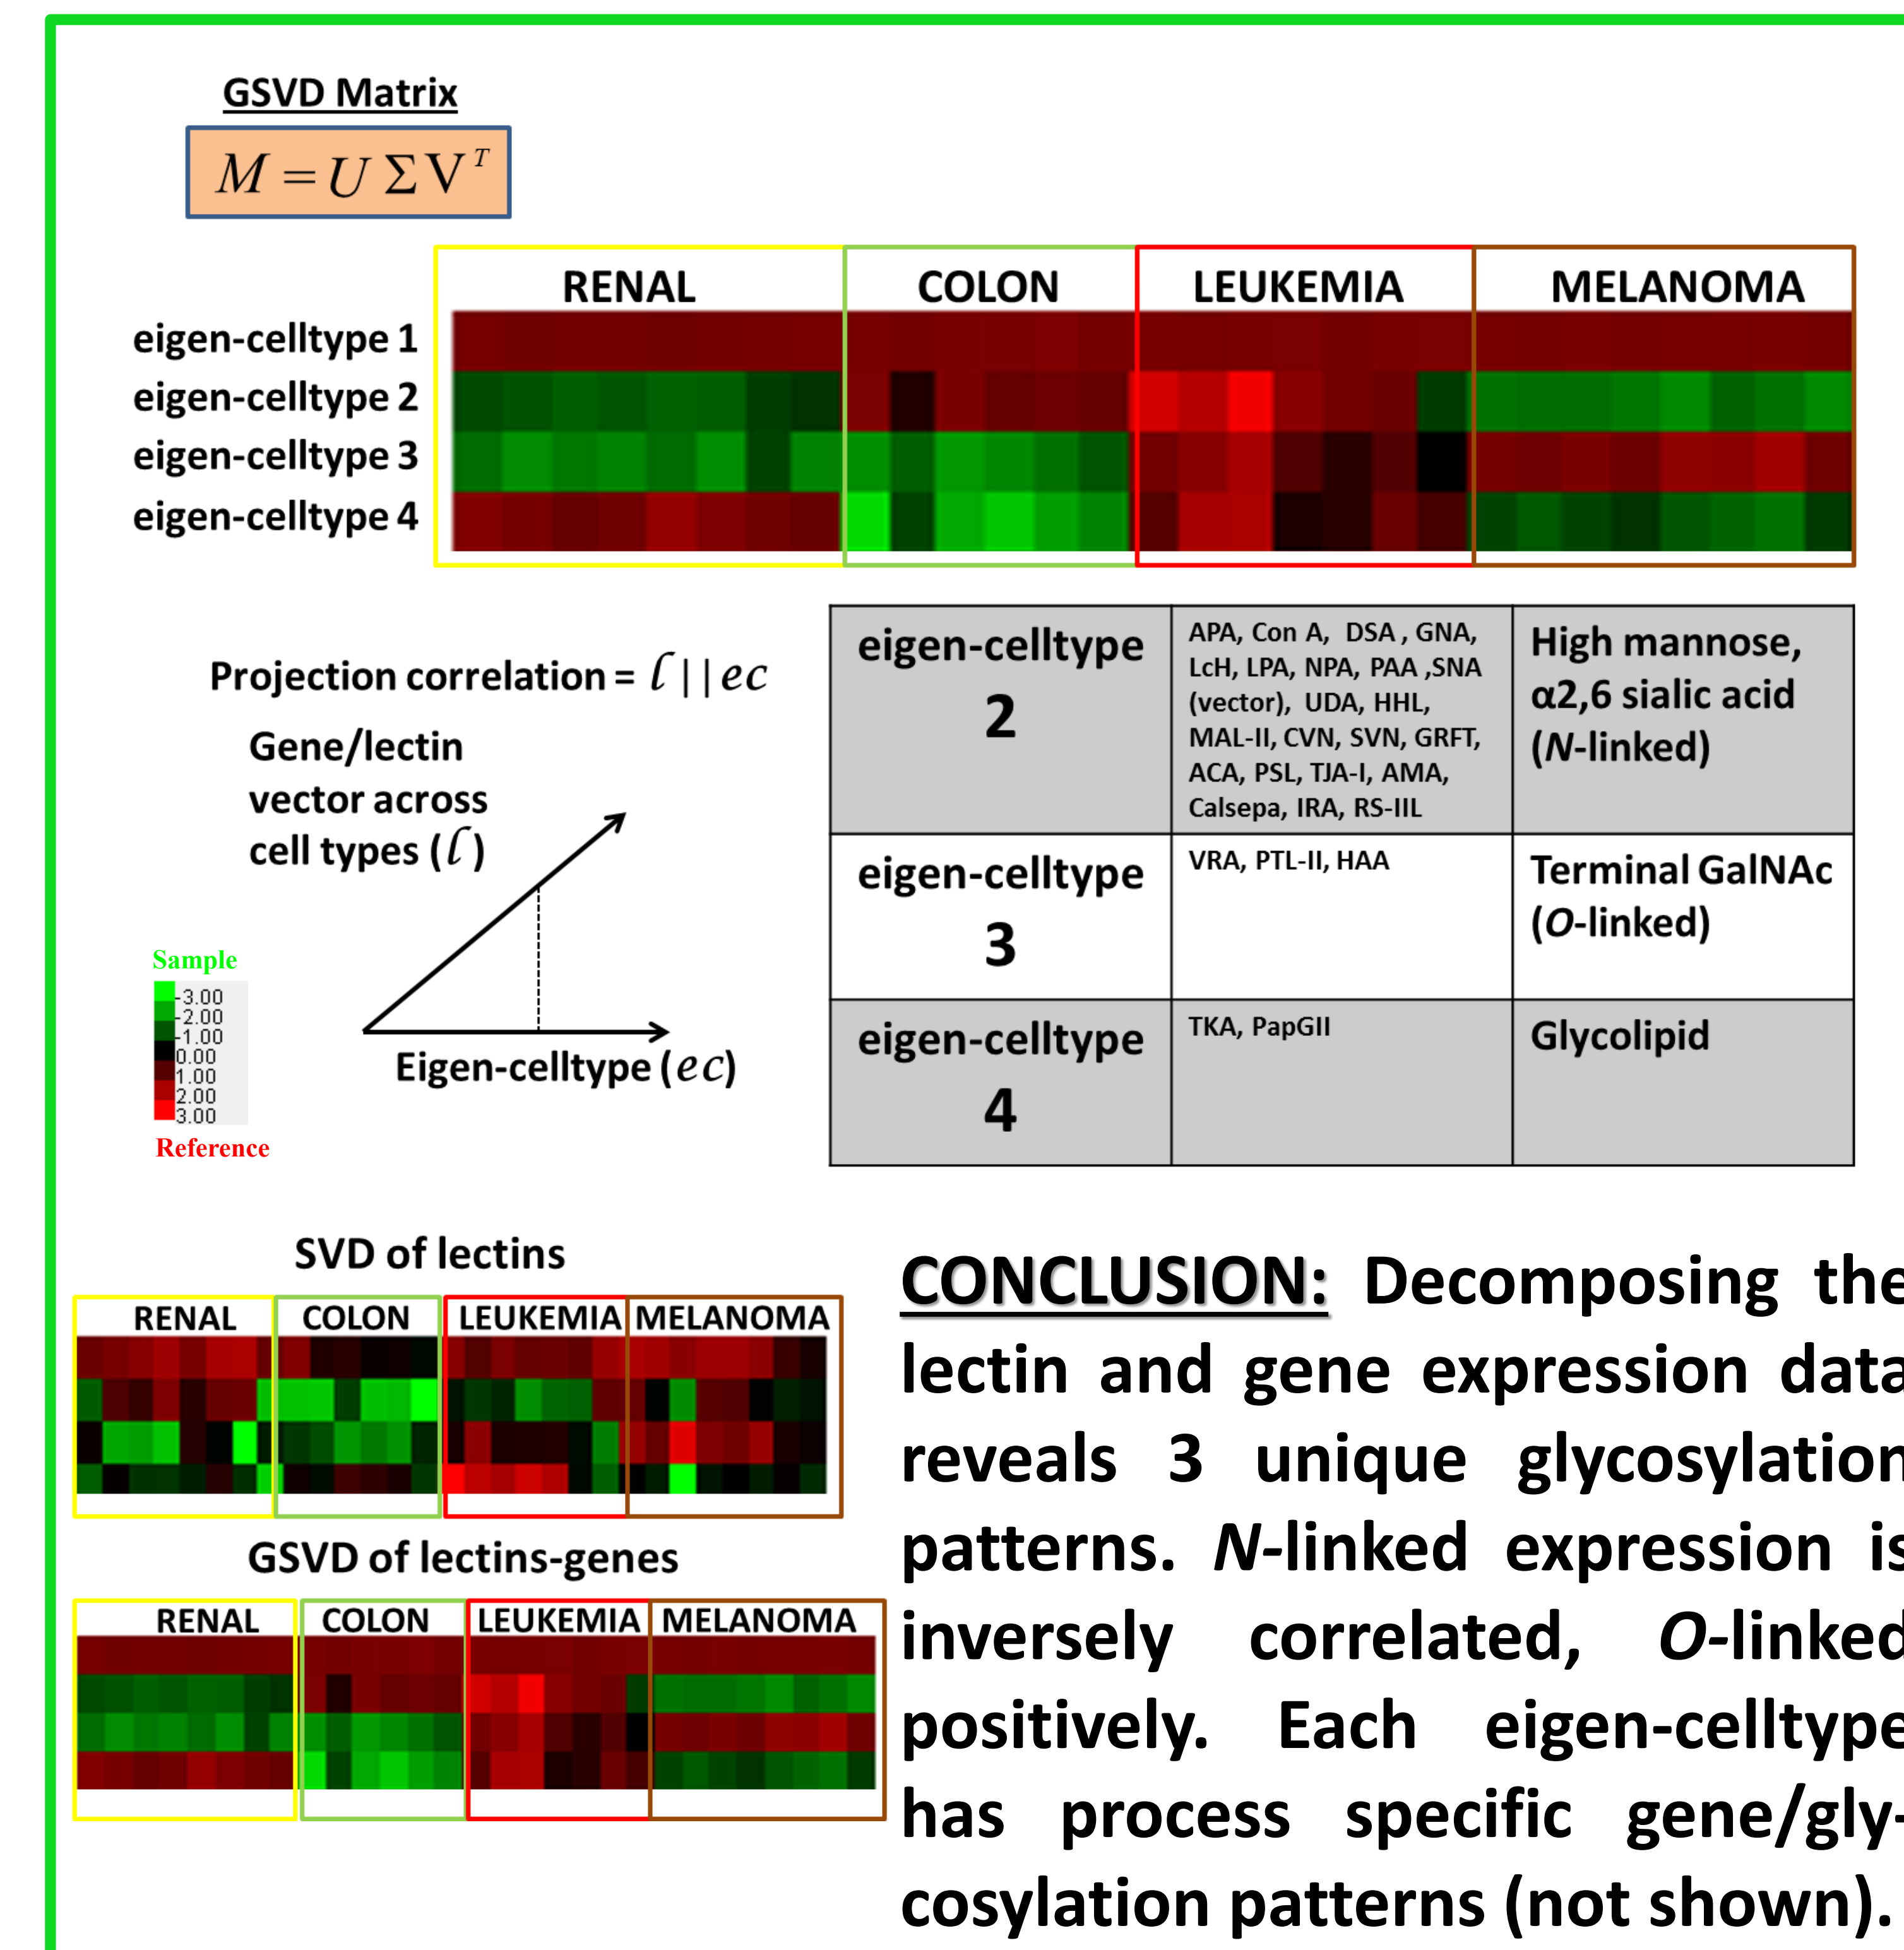 GSVD Matrix
M = U Σ V^T
RENAL COLON LEUKEMIA MELANOMA
eigen-celltype 1
eigen-celltype 2
eigen-celltype 3
eigen-celltype 4
Projection correlation = l || ec
Gene/lectin
vector across
cell types (l)
Eigen-celltype (ec)
Sample
-3.00
-2.00
-1.00
0.00
1.00
2.00
3.00
Reference
eigen-celltype
2
APA, Con A, DSA , GNA,
LcH, LPA, NPA, PAA ,SNA
(vector), UDA, HHL,
MAL-II, CVN, SVN, GRFT,
ACA, PSL, TJA-I, AMA,
Calsepa, IRA, RS-IIL
High mannose,
α2,6 sialic acid
(N-linked)
eigen-celltype
3
VRA, PTL-II, HAA
Terminal GalNAc
(O-linked)
eigen-celltype
4
TKA, PapGII
Glycolipid
SVD of lectins
RENAL COLON LEUKEMIA MELANOMA
GSVD of lectins-genes
RENAL COLON LEUKEMIA MELANOMA
CONCLUSION: Decomposing the
lectin and gene expression data
reveals 3 unique glycosylation
patterns. N-linked expression is
inversely correlated, O-linked
positively. Each eigen-celltype
has process specific gene/gly-
cosylation patterns (not shown).